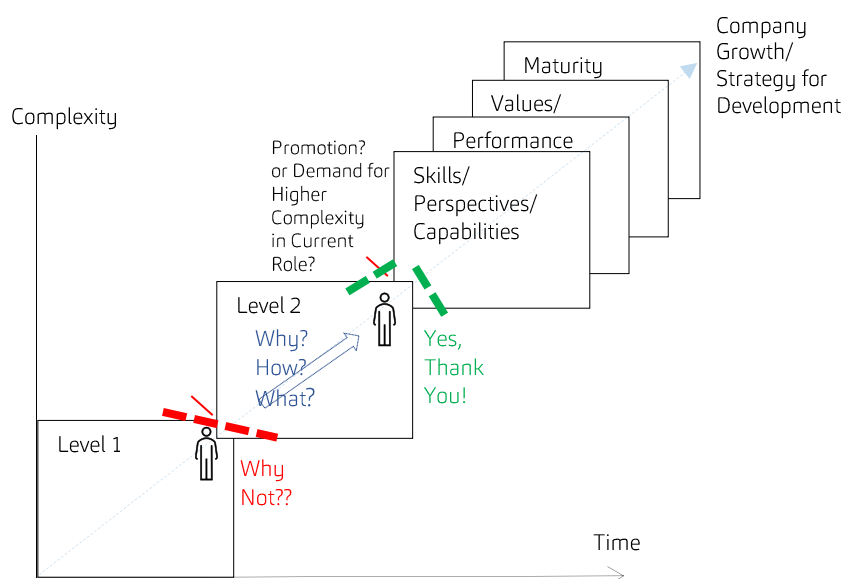 Company
Growth/
Strategy for
Development
Maturity
Values/
Performance
Skills/
Perspectives/
Capabilities
Complexity
Promotion?
or Demand for
Higher
Complexity
in Current
Role?
Level 2
Why?
How?
What?
Yes,
Thank
You!
Level 1
Why
Not??
Time